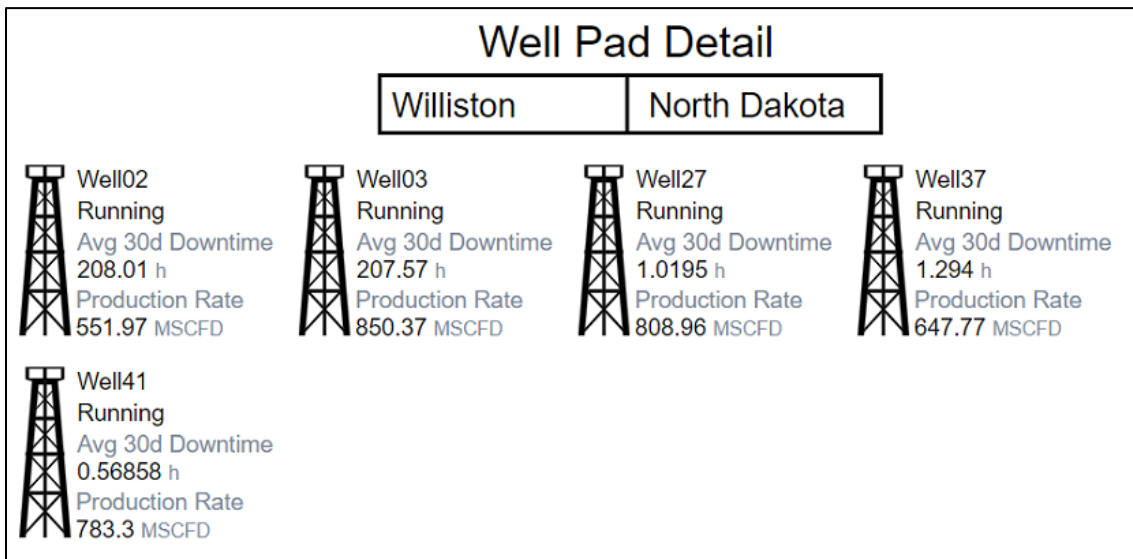 Well Pad Detail
Williston
North Dakota
Well02
Running
Avg 30d Downtime
208.01 h
Production Rate
551.97 MSCFD
Well03
Running
Avg 30d Downtime
207.57 h
Production Rate
850.37 MSCFD
Well27
Running
Avg 30d Downtime
1.0195 h
Production Rate
808.96 MSCFD
Well37
Running
Avg 30d Downtime
1.294 h
Production Rate
647.77 MSCFD
Well41
Running
Avg 30d Downtime
0.56858 h
Production Rate
783.3 MSCFD